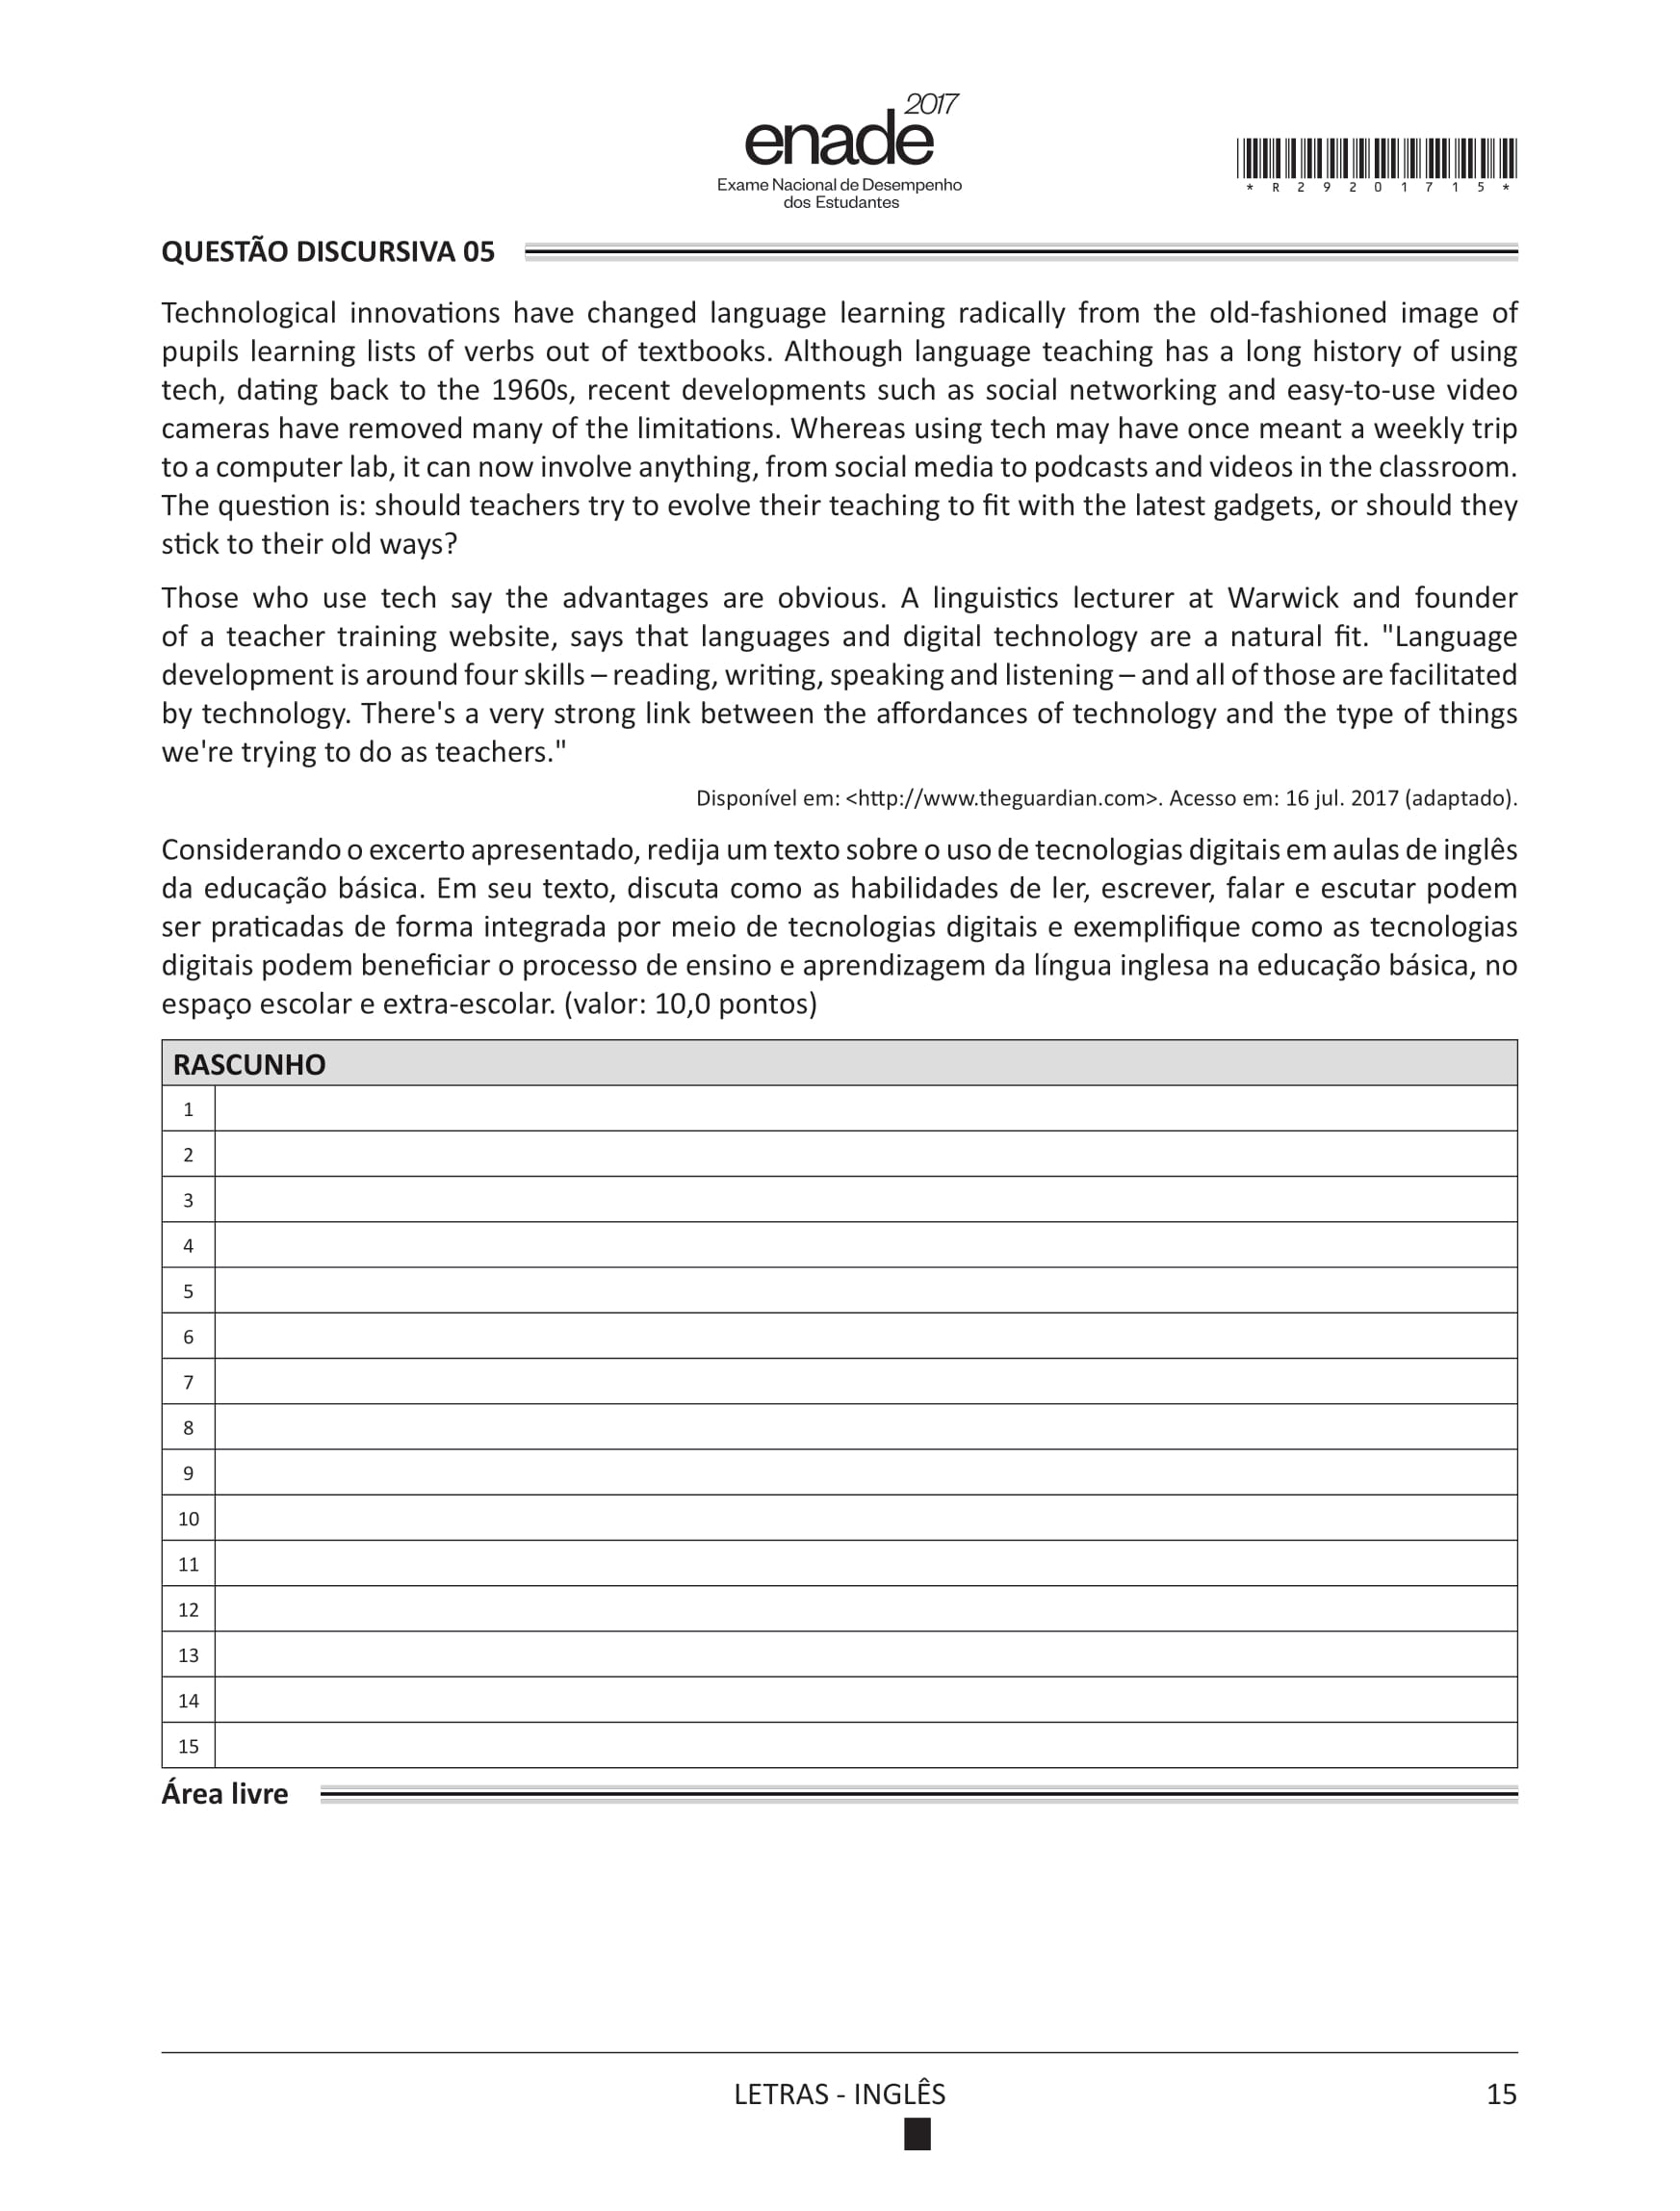 2017
enade
Exame Nacional de Desempenho
dos Estudantes
* R 2 9 2 0 1 7 1 5 *
QUESTÃO DISCURSIVA 05
Technological innovations have changed language learning radically from the old-fashioned image of
pupils learning lists of verbs out of textbooks. Although language teaching has a long history of using
tech, dating back to the 1960s, recent developments such as social networking and easy-to-use video
cameras have removed many of the limitations. Whereas using tech may have once meant a weekly trip
to a computer lab, it can now involve anything, from social media to podcasts and videos in the classroom.
The question is: should teachers try to evolve their teaching to fit with the latest gadgets, or should they
stick to their old ways?
Those who use tech say the advantages are obvious. A linguistics lecturer at Warwick and founder
of a teacher training website, says that languages and digital technology are a natural fit. "Language
development is around four skills – reading, writing, speaking and listening – and all of those are facilitated
by technology. There's a very strong link between the affordances of technology and the type of things
we're trying to do as teachers."
Disponível em: <http://www.theguardian.com>. Acesso em: 16 jul. 2017 (adaptado).
Considerando o excerto apresentado, redija um texto sobre o uso de tecnologias digitais em aulas de inglês
da educação básica. Em seu texto, discuta como as habilidades de ler, escrever, falar e escutar podem
ser praticadas de forma integrada por meio de tecnologias digitais e exemplifique como as tecnologias
digitais podem beneficiar o processo de ensino e aprendizagem da língua inglesa na educação básica, no
espaço escolar e extra-escolar. (valor: 10,0 pontos)
RASCUNHO
1
2
3
4
5
6
7
8
9
10
11
12
13
14
15
Área livre
LETRAS - INGLÊS
15